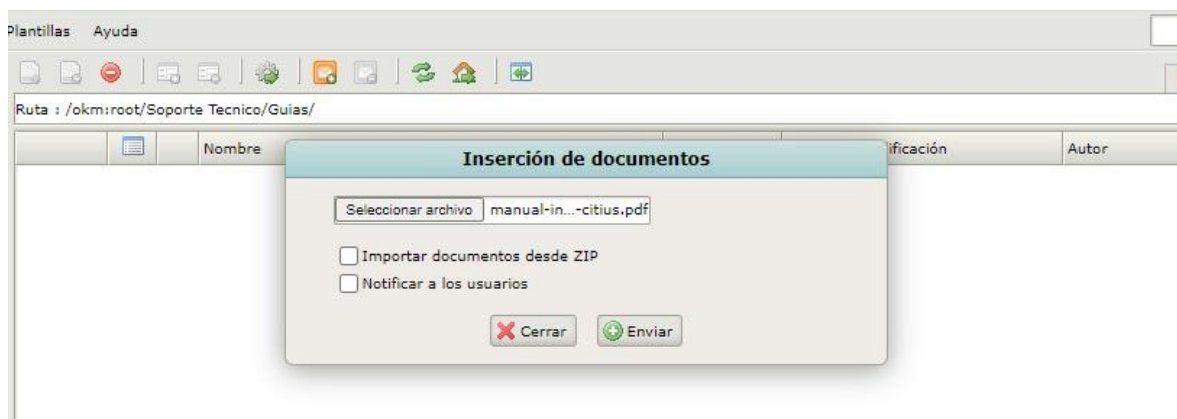 Plantillas Ayuda
Ruta : /okm:root/Soporte Tecnico/Guias/
Nombre ificación Autor
Inserción de documentos
Seleccionar archivo manual-in...-citius.pdf
Importar documentos desde ZIP
Notificar a los usuarios
Cerrar Enviar